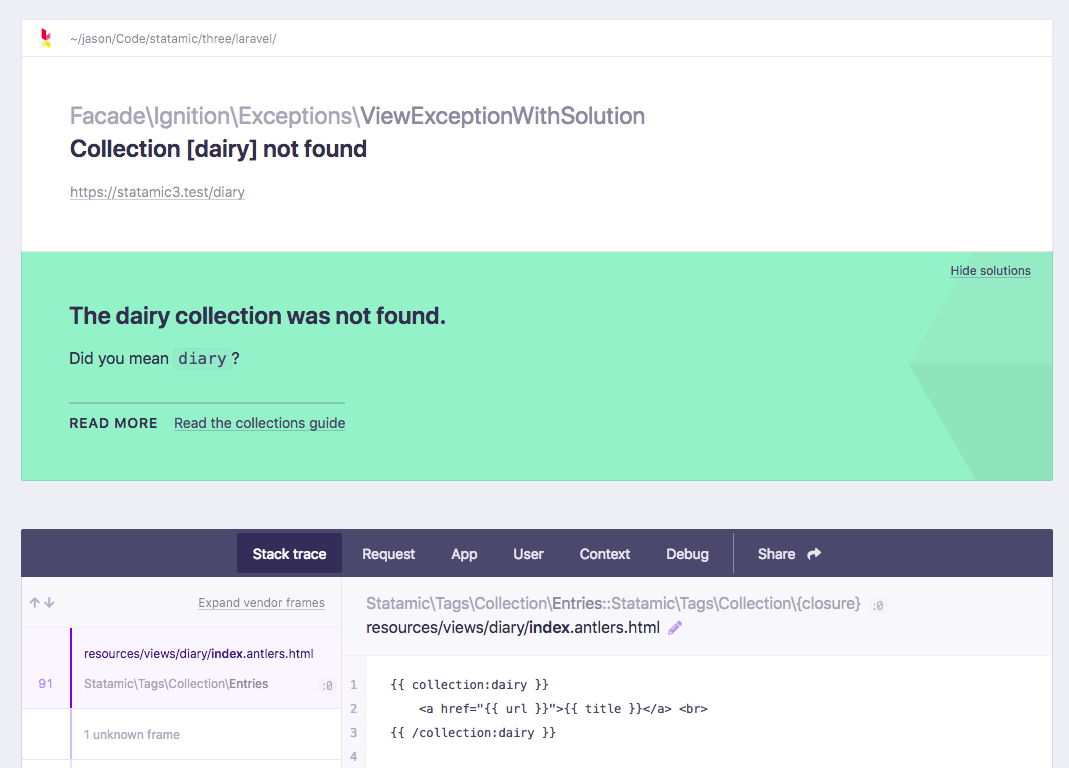 ~/jason/Code/statamic/three/laravel/
Facade\Ignition\Exceptions\ViewExceptionWithSolution
Collection [dairy] not found
https://statamic3.test/diary
Hide solutions
The dairy collection was not found.
Did you mean diary ?
READ MORE Read the collections guide
Stack trace Request App User Context Debug Share
Expand vendor frames
Statamic\Tags\Collection\Entries::Statamic\Tags\Collection\{closure} :0
resources/views/diary/index.antlers.html
resources/views/diary/index.antlers.html
91 Statamic\Tags\Collection\Entries :0
1 unknown frame
1 {{ collection:dairy }}
2 <a href="{{ url }}">{{ title }}</a> <br>
3 {{ /collection:dairy }}
4